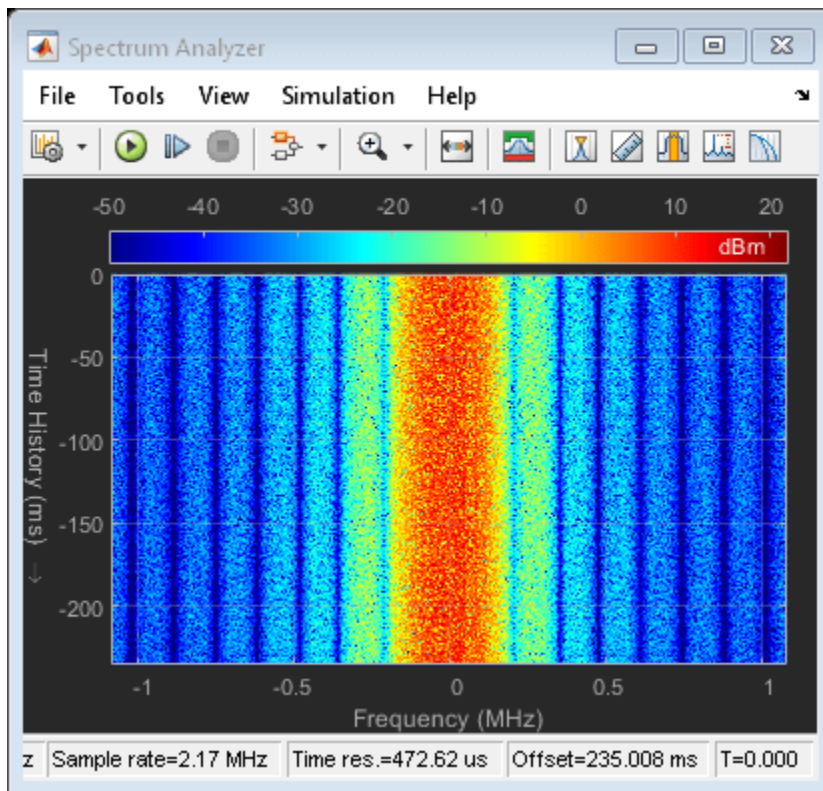 Spectrum Analyzer
File Tools View Simulation Help
-50 -40 -30 -20 -10 0 10 20
dBm
0
-50
-100
-150
-200
Time History (ms) →
-1 -0.5 0 0.5 1
Frequency (MHz)
z Sample rate=2.17 MHz Time res.=472.62 us Offset=235.008 ms T=0.000